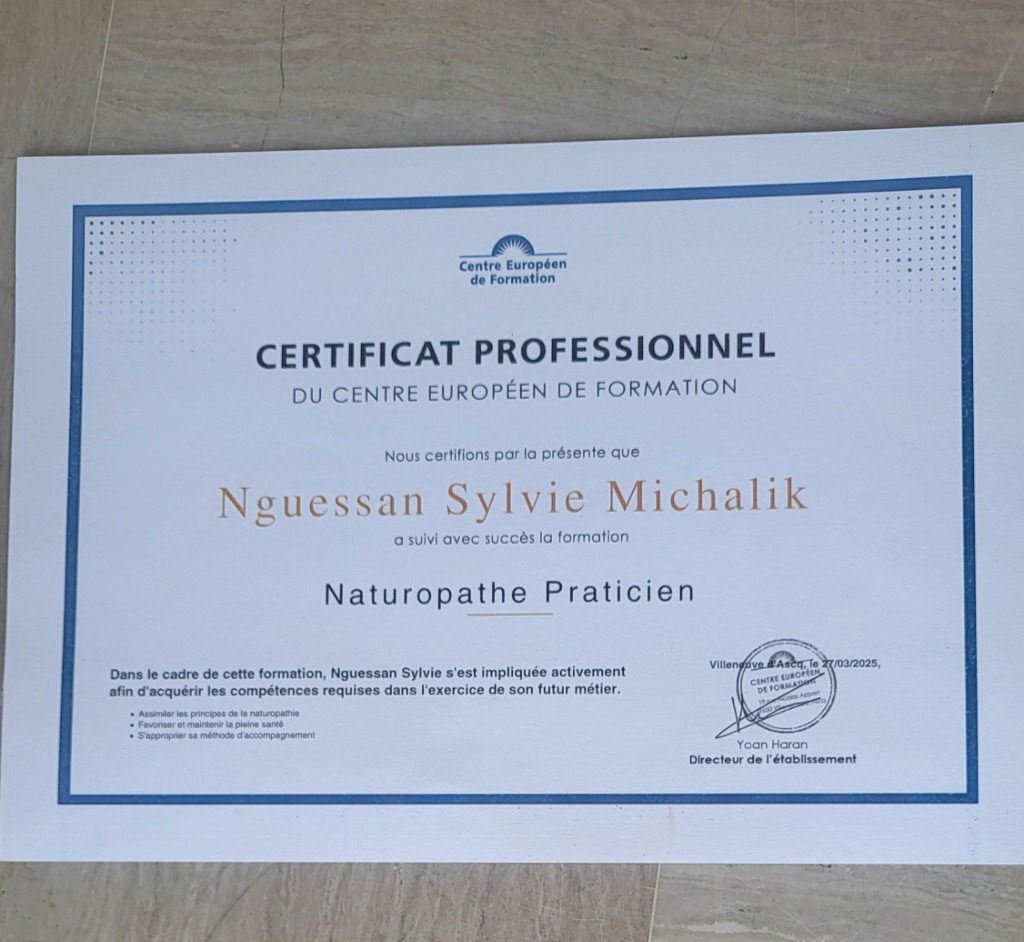 Centre Européen
de Formation
CERTIFICAT PROFESSIONNEL
DU CENTRE EUROPÉEN DE FORMATION
Nous certifions par la présente que
Nguessan Sylvie Michalik
a suivi avec succès la formation
Naturopathe Praticien
Dans le cadre de cette formation, Nguessan Sylvie s'est impliquée activement
afin d'acquérir les compétences requises dans l'exercice de son futur métier.
• Assimiler les principes de la naturopathie
• Favoriser et maintenir la pleine santé
• S'approprier sa méthode d'accompagnement
Villeneuve d'Ascq, le 27/03/2025,
CENTRE EUROPÉEN
DE FORMATION
Yoan Haran
Directeur de l'établissement